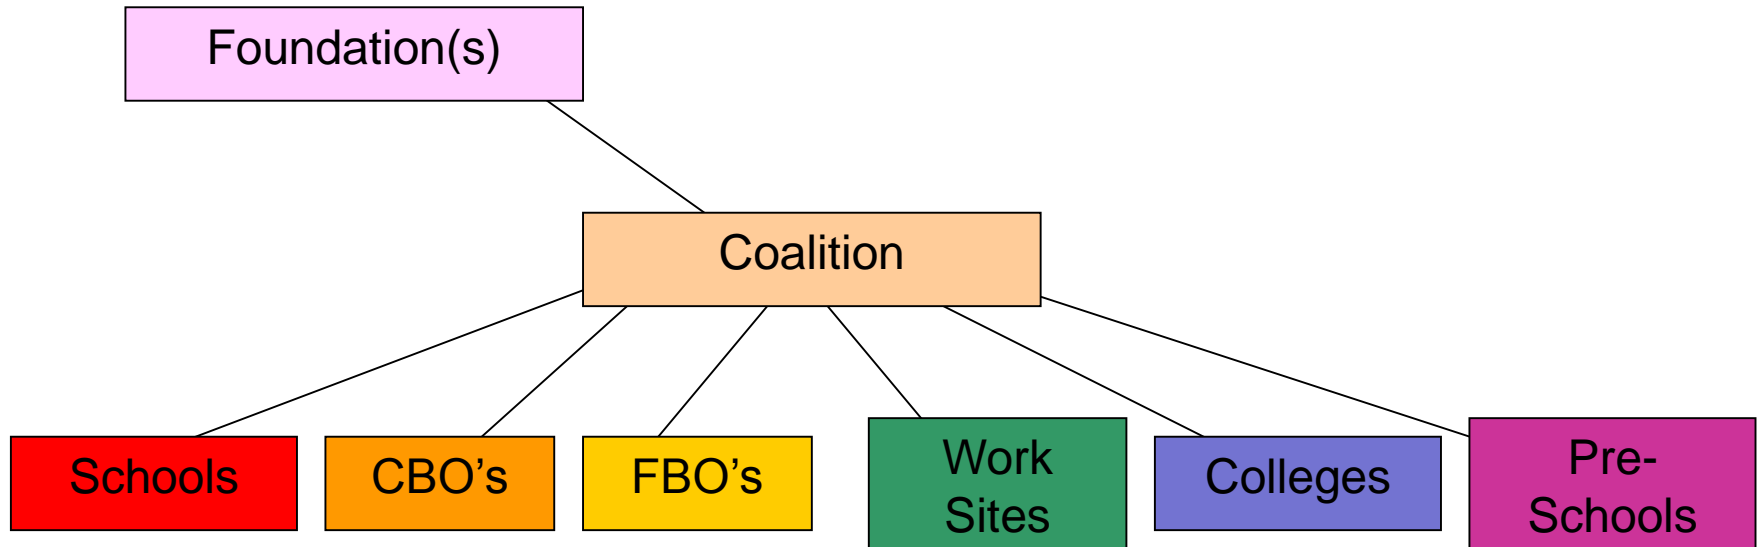 Foundation(s)
Coalition
Schools
CBO’s
FBO’s
Work
Sites
Colleges
Pre-
Schools